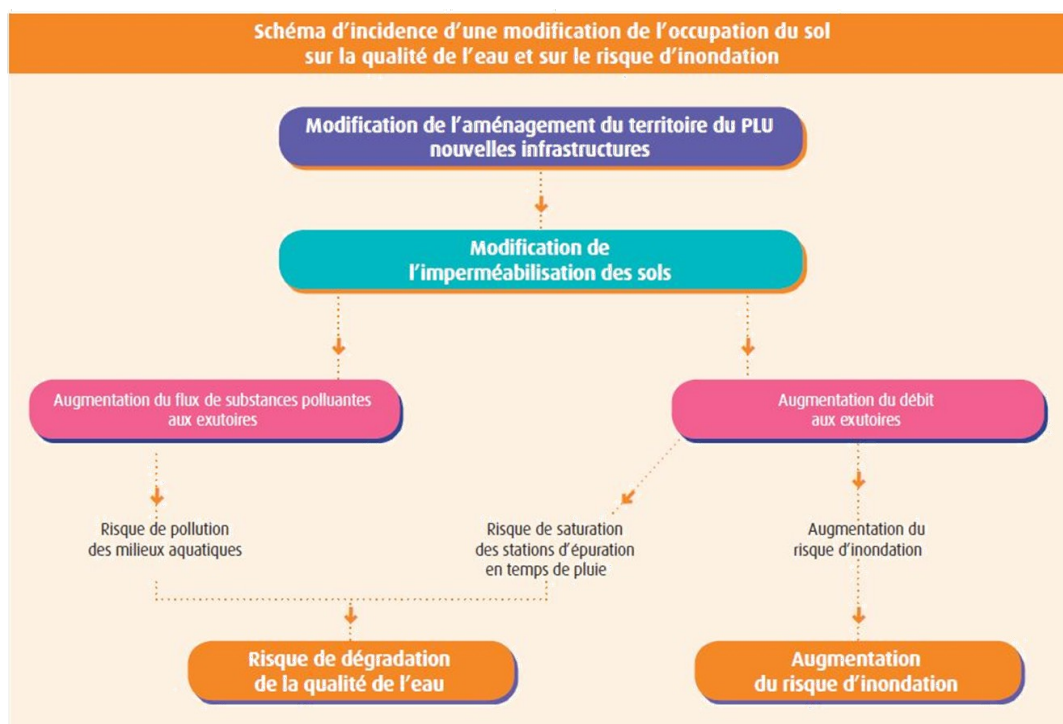 Schéma d’incidence d’une modification de l’occupation du sol
sur la qualité de l’eau et sur le risque d’inondation
Modification de l’aménagement du territoire du PLU
nouvelles infrastructures
Modification de
l’imperméabilisation des sols
Augmentation du flux de substances polluantes
aux exutoires
Augmentation du débit
aux exutoires
Risque de pollution
des milieux aquatiques
Risque de saturation
des stations d’épuration
en temps de pluie
Augmentation du
risque d’inondation
Risque de dégradation
de la qualité de l’eau
Augmentation
du risque d’inondation